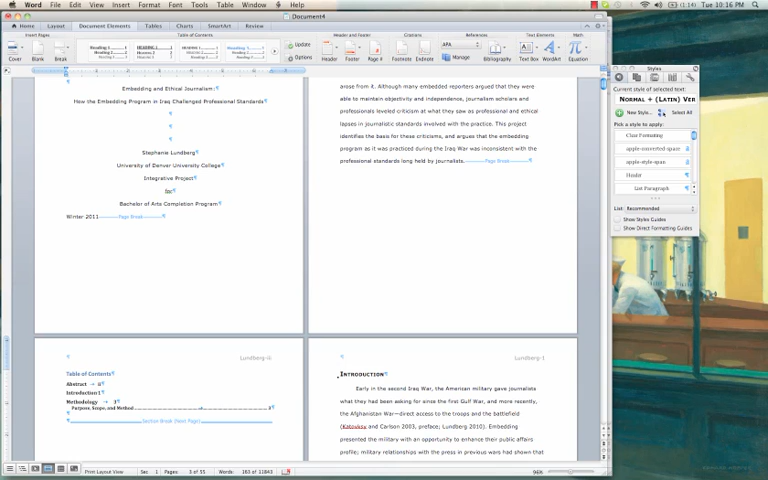 Word File Edit View Insert Format Font Tools Table Window Help
(1:14) Tue 10:16 PM
Document4
Home Layout Document Elements Tables Charts SmartArt Review
Insert Pages Table of Contents Header and Footer Citations References Text Elements Math
Update
Options
APA
Manage
Cover Blank Break Header Footer Page # Footnote Endnote Bibliography Text Box WordArt Equation
Embedding and Ethical Journalism:
How the Embedding Program in Iraq Challenged Professional Standards
Stephanie Lundberg
University of Denver University College
Integrative Project
for
Bachelor of Arts Completion Program
Winter 2011 Page Break
arose from it. Although many embedded reporters argued that they were
able to maintain objectivity and independence, journalism scholars and
professionals leveled criticism at what they saw as professional and ethical
lapses in journalistic standards involved with the practice. This project
identifies the basis for these criticisms, and argues that the embedding
program as it was practiced during the Iraq War was inconsistent with the
professional standards long held by journalists. Page Break
Lundberg-ii
Table of Contents
Abstract ii
Introduction 1
Methodology 3
Purpose, Scope, and Method
Section Break (Next Page)
Lundberg-1
Introduction
Early in the second Iraq War, the American military gave journalists
what they had been asking for since the first Gulf War, and more recently,
the Afghanistan War—direct access to the troops and the battlefield
(Katovksy and Carlson 2003, preface; Lundberg 2010). Embedding
presented the military with an opportunity to enhance their public affairs
profile; military relationships with the press in previous wars had shown that
Print Layout View Sec. 1 Pages: 3 of 55 Words: 163 of 11843 96%
Styles
Current style of selected text:
Normal + (Latin) Ver
New Style... Select All
Pick a style to apply:
Clear Formatting
apple-converted-space
apple-style-span
Header
List Paragraph
List: Recommended
Show Styles Guides
Show Direct Formatting Guides